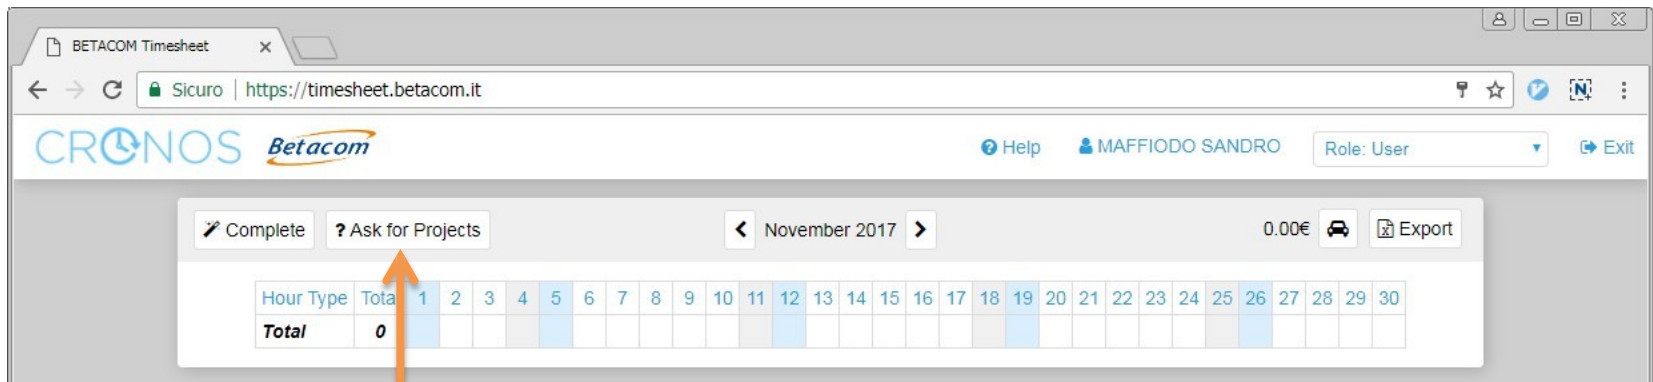 BETACOM Timesheet
Sicuro | https://timesheet.betacom.it
CRONOS Betacom Help MAFFIODO SANDRO Role: User Exit
Complete ? Ask for Projects November 2017 0.00€ Export
Hour Type Total 1 2 3 4 5 6 7 8 9 10 11 12 13 14 15 16 17 18 19 20 21 22 23 24 25 26 27 28 29 30
Total 0